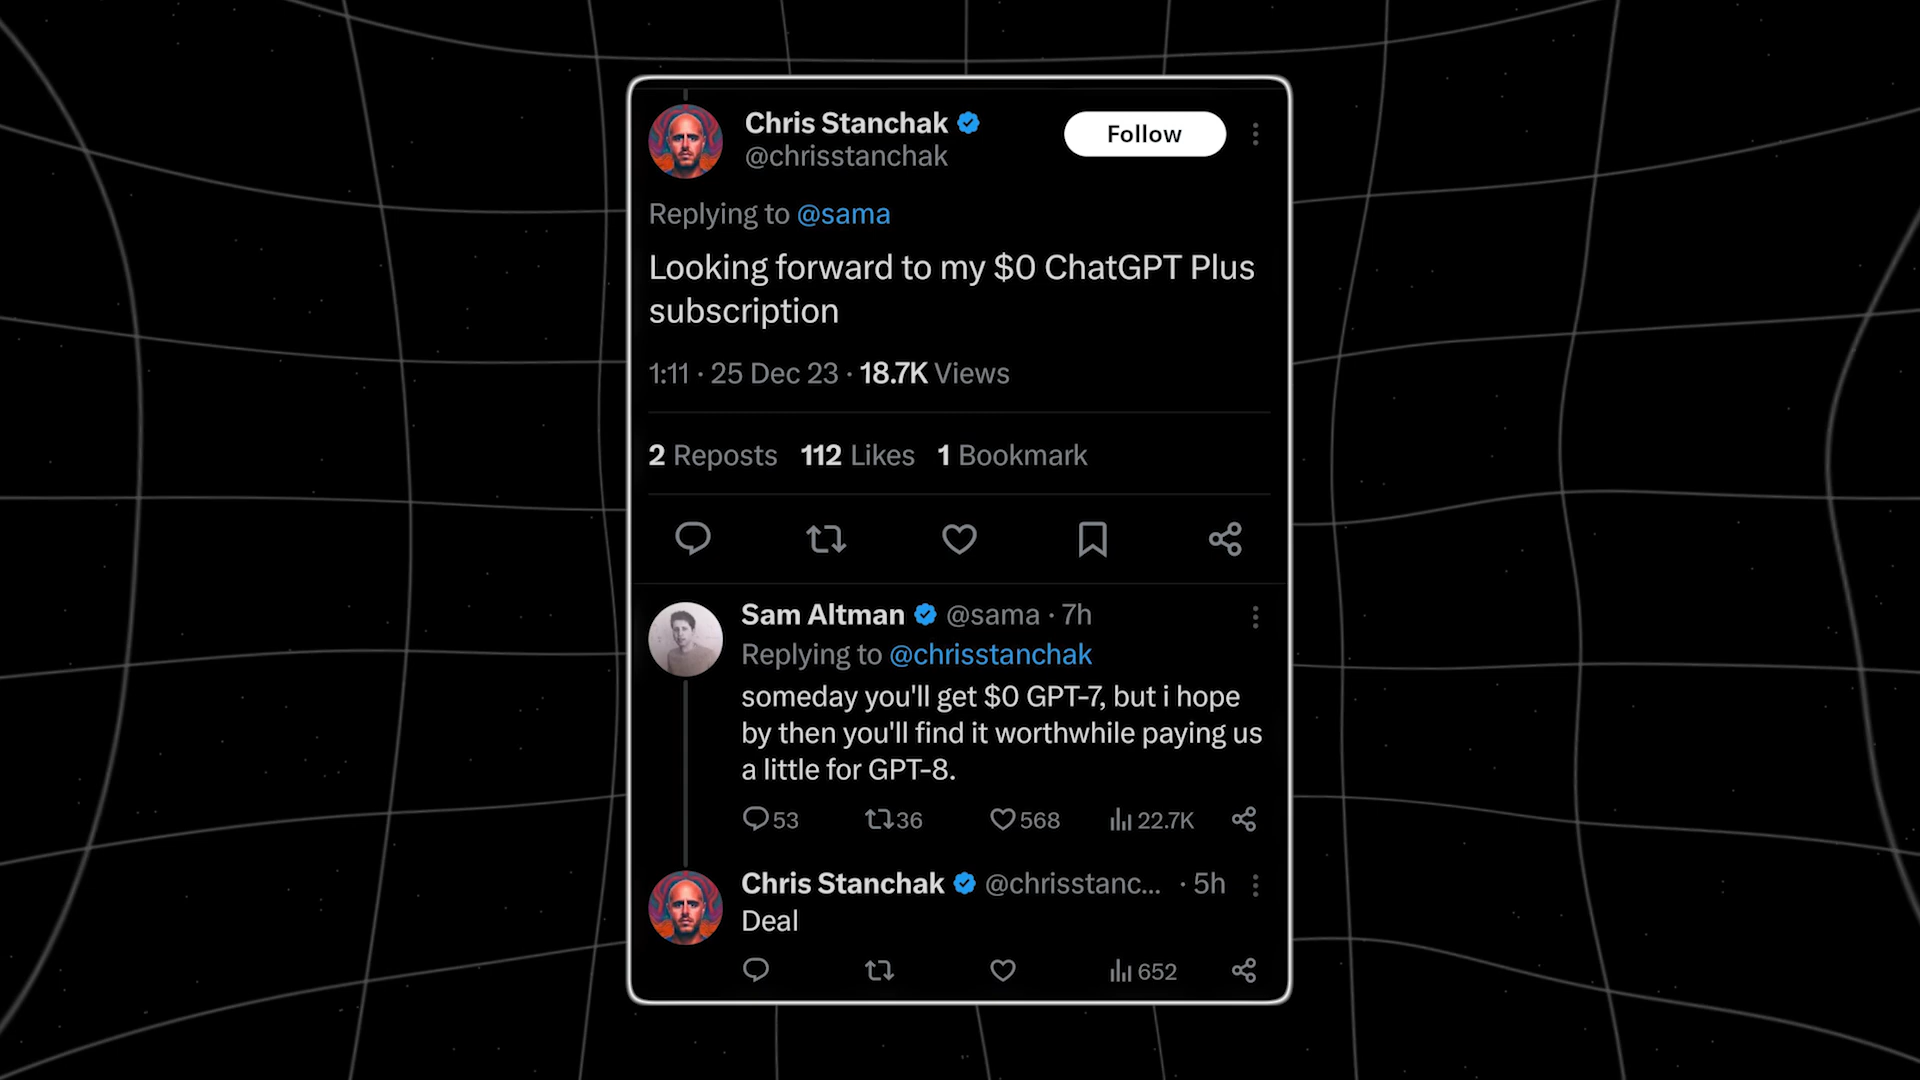 Chris Stanchak
Follow
@chrisstanchak
Replying to @sama
Looking forward to my $0 ChatGPT Plus
subscription
1:11 · 25 Dec 23 · 18.7K Views
2 Reposts 112 Likes 1 Bookmark
Sam Altman @sama · 7h
Replying to @chrisstanchak
someday you'll get $0 GPT-7, but i hope
by then you'll find it worthwhile paying us
a little for GPT-8.
53 36 568 22.7K
Chris Stanchak @chrisstanc... · 5h
Deal
652